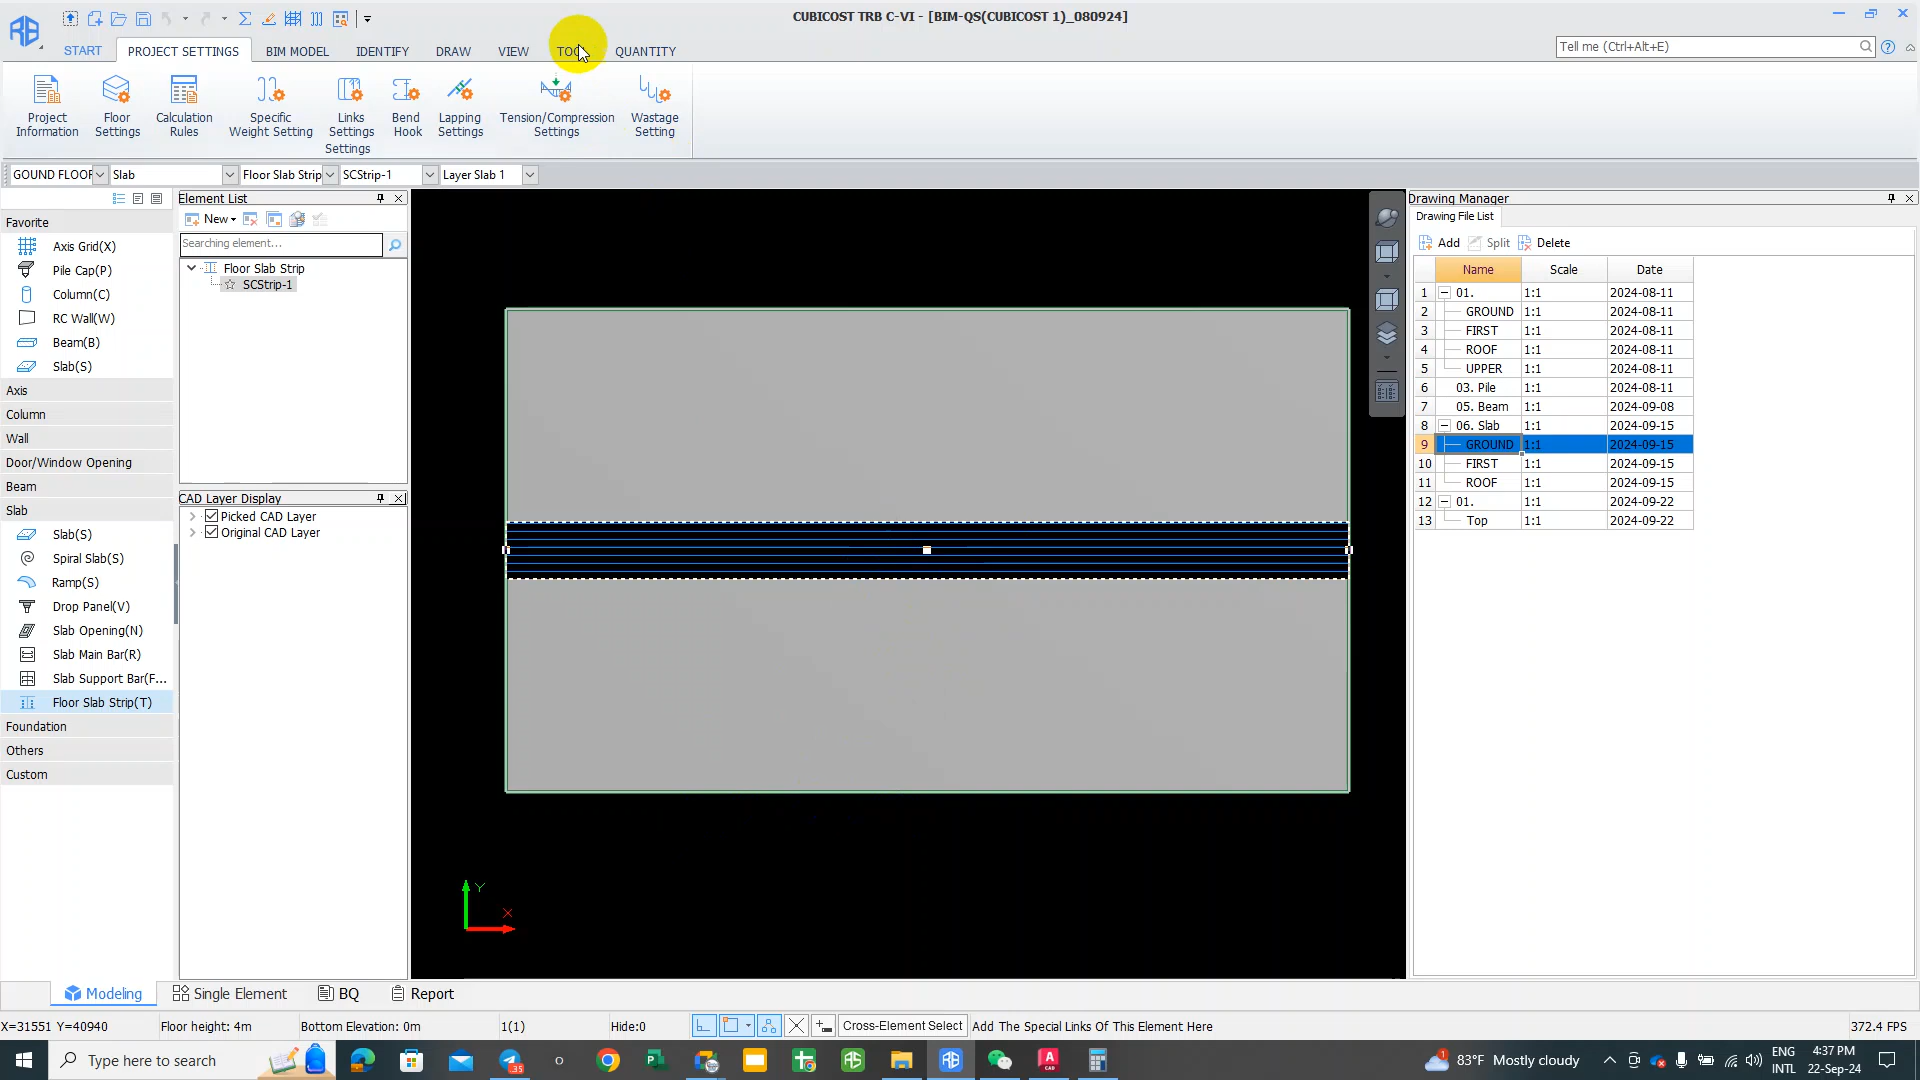 CUBICOST TRB C-VI - [BIM-QS(CUBICOST 1)_080924]
START PROJECT SETTINGS BIM MODEL IDENTIFY DRAW VIEW QUANTITY
Tell me (Ctrl+Alt+E)
Project Information
Floor Settings
Calculation Rules
Specific Weight Setting
Links Settings
Bend Hook
Lapping Settings
Tension/Compression Settings
Wastage Setting
Settings
GOUND FLOOR Slab Floor Slab Strip SCStrip-1 Layer Slab 1
Favorite
Axis Grid(X)
Pile Cap(P)
Column(C)
RC Wall(W)
Beam(B)
Slab(S)
Axis
Column
Wall
Door/Window Opening
Beam
Slab
Slab(S)
Spiral Slab(S)
Ramp(S)
Drop Panel(V)
Slab Opening(N)
Slab Main Bar(R)
Slab Support Bar(F...
Floor Slab Strip(T)
Foundation
Others
Custom
Element List
New
Searching element...
Floor Slab Strip
SCStrip-1
CAD Layer Display
Picked CAD Layer
Original CAD Layer
Y
X
Drawing Manager
Drawing File List
Add Split Delete
Name Scale Date
1 01. 1:1 2024-08-11
2 GROUND 1:1 2024-08-11
3 FIRST 1:1 2024-08-11
4 ROOF 1:1 2024-08-11
5 UPPER 1:1 2024-08-11
6 03. Pile 1:1 2024-08-11
7 05. Beam 1:1 2024-09-08
8 06. Slab 1:1 2024-09-15
9 GROUND 1:1 2024-09-15
10 FIRST 1:1 2024-09-15
11 ROOF 1:1 2024-09-15
12 01. 1:1 2024-09-22
13 Top 1:1 2024-09-22
Modeling Single Element BQ Report
X=31551 Y=40940 Floor height: 4m Bottom Elevation: 0m 1(1) Hide:0 Cross-Element Select Add The Special Links Of This Element Here 372.4 FPS
Type here to search
83°F Mostly cloudy
ENG
INTL
4:37 PM
22-Sep-24